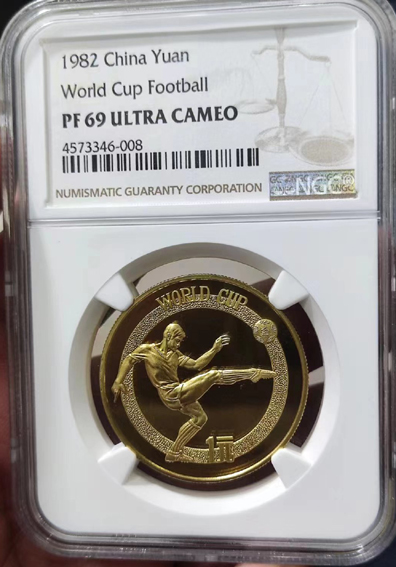 1982 China Yuan
World Cup Football
PF 69 ULTRA CAMEO
4573346-008
NUMISMATIC GUARANTY CORPORATION
NGC®
WORLD CUP
1元